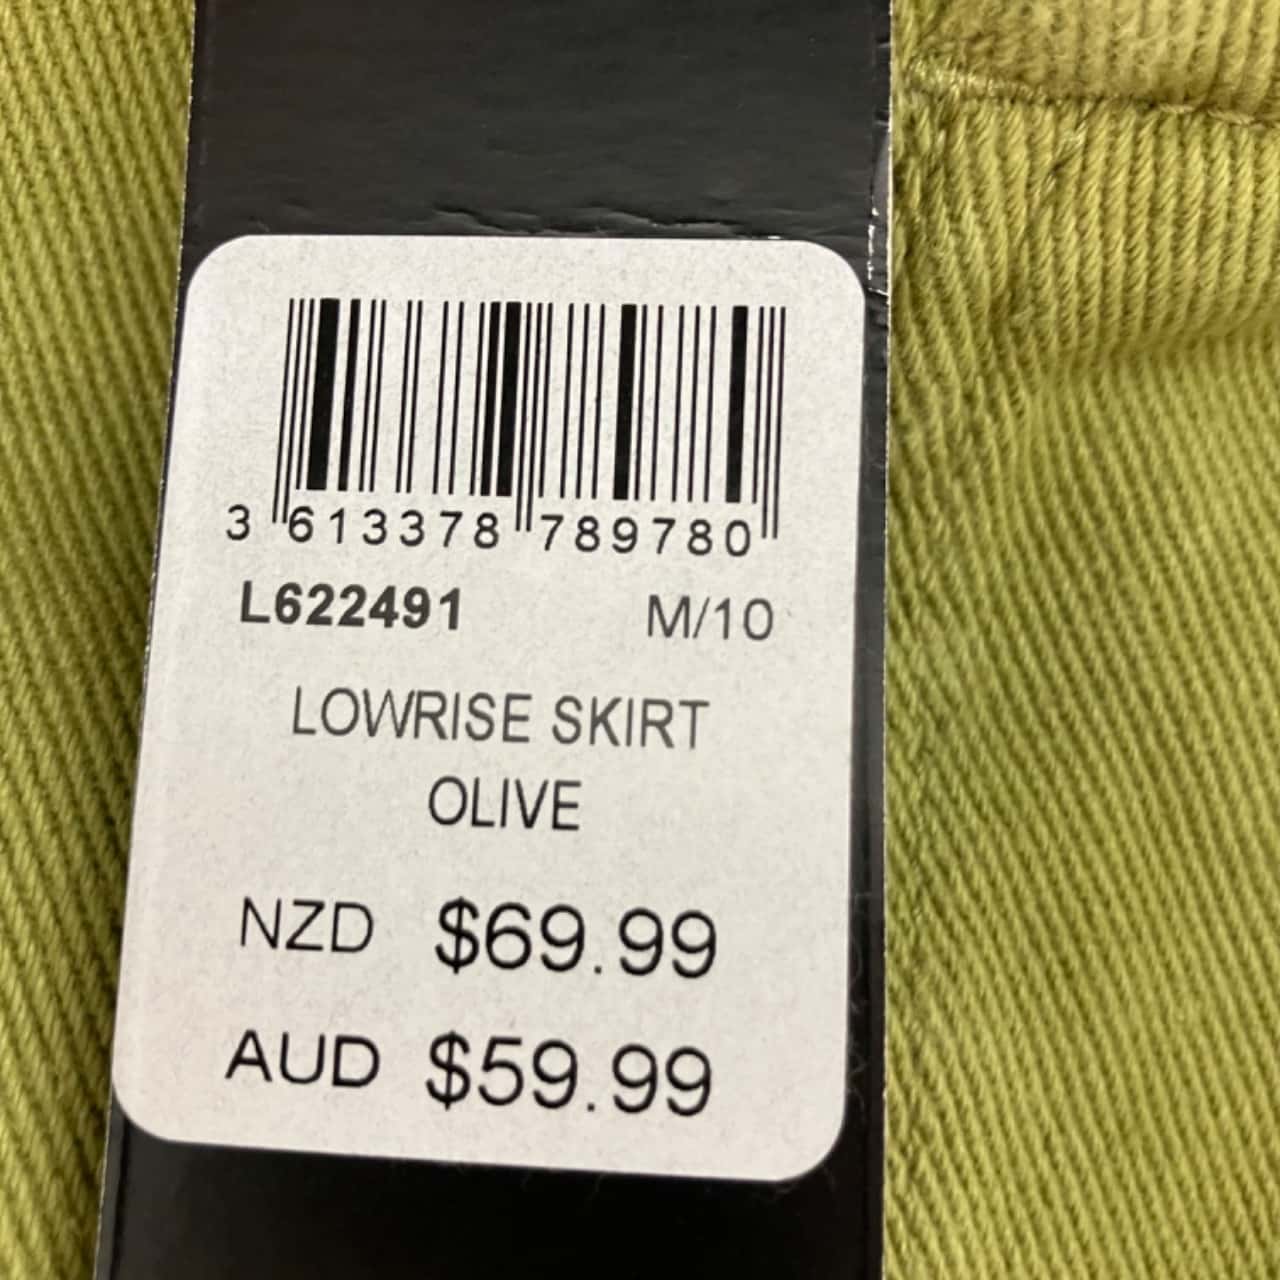 3 613378 789780
L622491 M/10
LOWRISE SKIRT
OLIVE
NZD $69.99
AUD $59.99